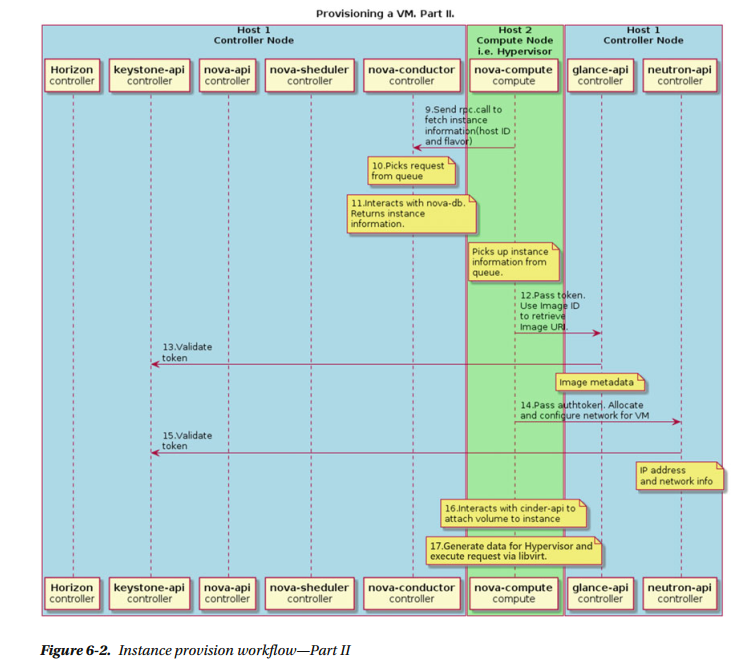 Provisioning a VM. Part II.
Host 1
Controller Node
Host 2
Compute Node
i.e. Hypervisor
Host 1
Controller Node
Horizon
controller
keystone-api
controller
nova-api
controller
nova-sheduler
controller
nova-conductor
controller
nova-compute
compute
glance-api
controller
neutron-api
controller
9.Send rpc.call to
fetch instance
information(host ID
and flavor)
10.Picks request
from queue
11.Interacts with nova-db.
Returns instance
information.
Picks up instance
information from
queue.
12.Pass token.
Use Image ID
to retrieve
Image URI.
13.Validate
token
Image metadata
14.Pass authtoken. Allocate
and configure network for VM
15.Validate
token
IP address
and network info
16.Interacts with cinder-api to
attach volume to instance
17.Generate data for Hypervisor and
execute request via libvirt.
Horizon
controller
keystone-api
controller
nova-api
controller
nova-sheduler
controller
nova-conductor
controller
nova-compute
compute
glance-api
controller
neutron-api
controller
Figure 6-2. Instance provision workflow—Part II